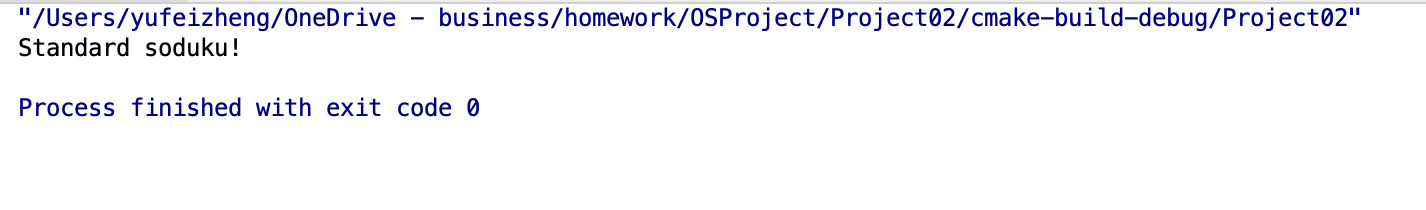 "/Users/yufeizheng/OneDrive - business/homework/OSProject/Project02/cmake-build-debug/Project02"
Standard soduku!
Process finished with exit code 0